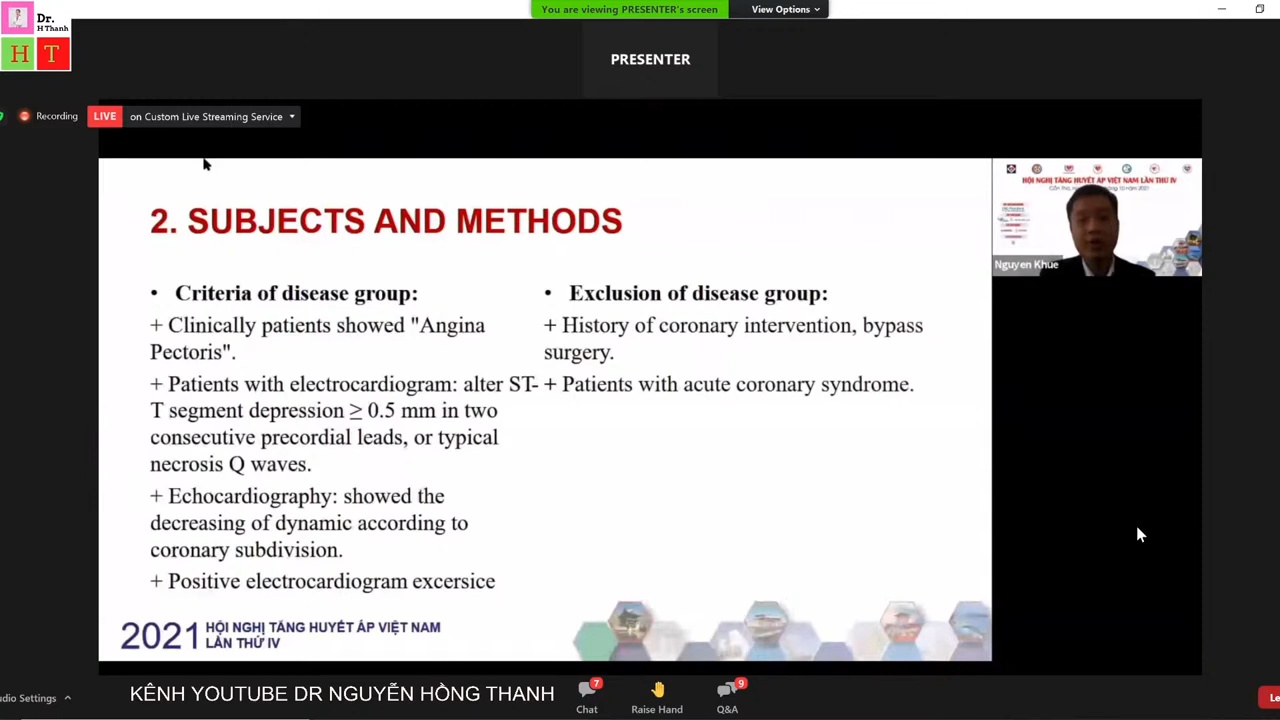 Dr.
H Thanh
H T
You are viewing PRESENTER's screen
View Options
PRESENTER
Recording
LIVE
on Custom Live Streaming Service
2. SUBJECTS AND METHODS
• Criteria of disease group:
+ Clinically patients showed "Angina
Pectoris".
+ Patients with electrocardiogram: alter ST-
T segment depression ≥ 0.5 mm in two
consecutive precordial leads, or typical
necrosis Q waves.
+ Echocardiography: showed the
decreasing of dynamic according to
coronary subdivision.
+ Positive electrocardiogram excersice
• Exclusion of disease group:
+ History of coronary intervention, bypass
surgery.
+ Patients with acute coronary syndrome.
HỘI NGHỊ TĂNG HUYẾT ÁP VIỆT NAM LẦN THỨ IV
Nguyen Khue
2021
HỘI NGHỊ TĂNG HUYẾT ÁP VIỆT NAM
LẦN THỨ IV
udio Settings
KÊNH YOUTUBE DR NGUYỄN HỒNG THANH
7
Chat
Raise Hand
9
Q&A
Le